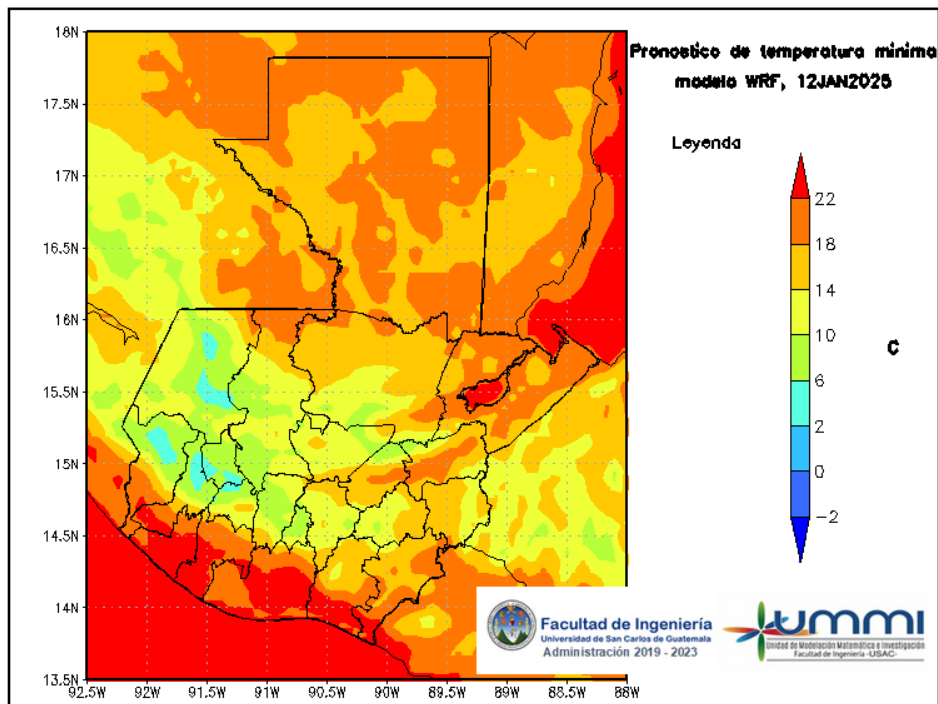 Pronostico de temperatura minima
modelo WRF, 12JAN2025
Leyenda
22
18
14
10
6
2
0
−2
C
18N
17.5N
17N
16.5N
16N
15.5N
15N
14.5N
14N
13.5N
92.5W
92W
91.5W
91W
90.5W
90W
89.5W
89W
88.5W
88W
Facultad de Ingeniería
Universidad de San Carlos de Guatemala
Administración 2019 - 2023
UMMI
Unidad de Modelación Matemática e Investigación
Facultad de Ingeniería -USAC-